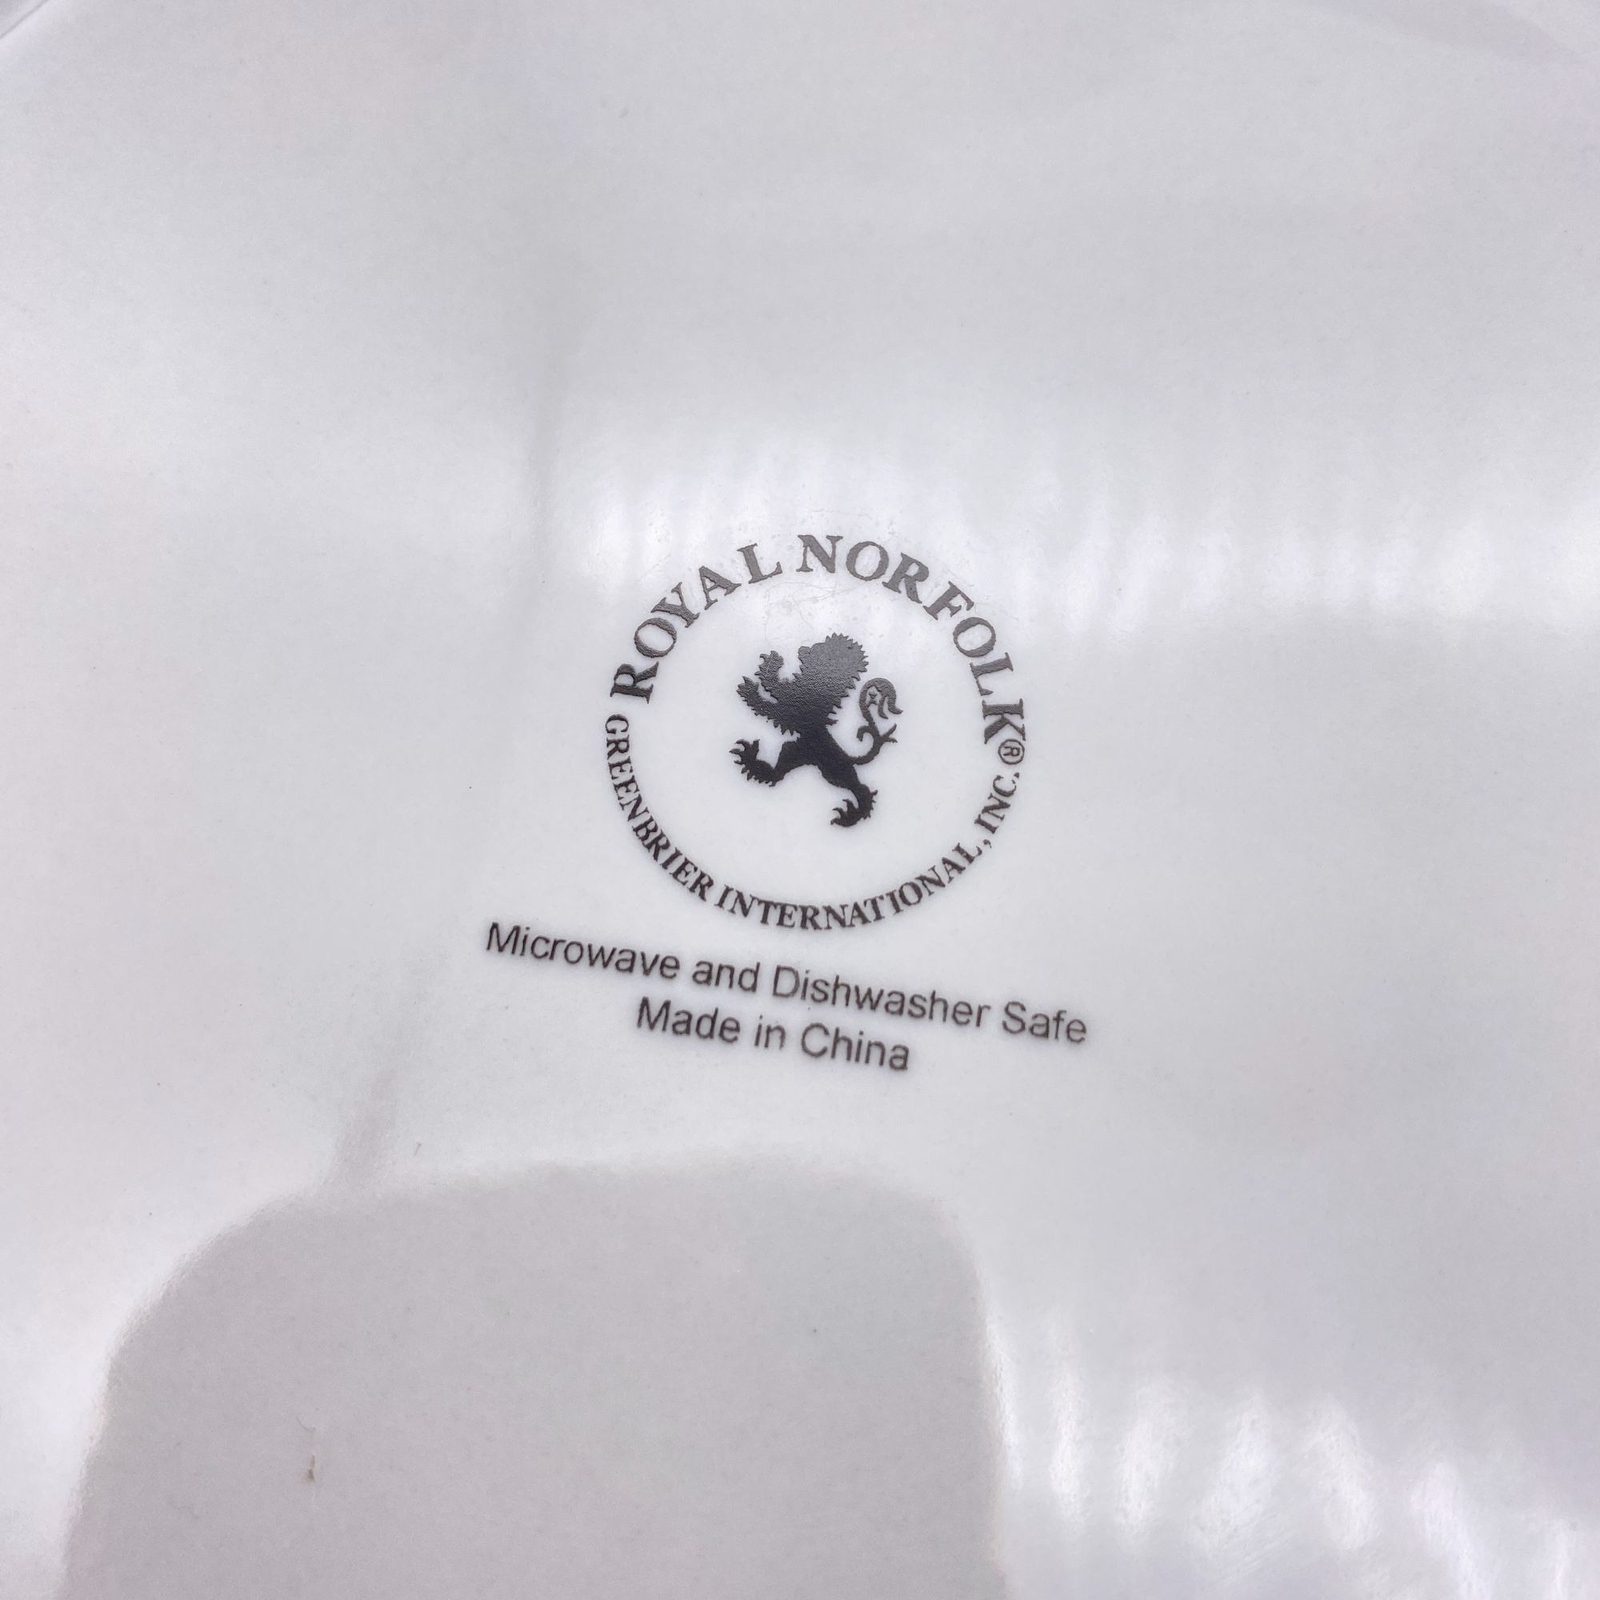 ROYAL NORFOLK®
GREENBRIER INTERNATIONAL, INC.
Microwave and Dishwasher Safe
Made in China